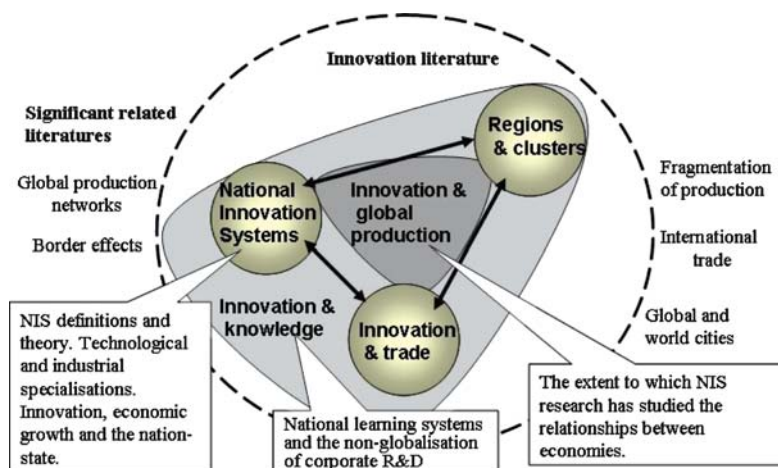 Innovation literature
Significant related
literatures
Global production
networks
Border effects
Regions
& clusters
National
Innovation
Systems
Innovation &
global
production
Fragmentation
of production
International
trade
Global and
world cities
Innovation &
knowledge
Innovation
& trade
NIS definitions and
theory. Technological
and industrial
specialisations.
Innovation, economic
growth and the nation-
state.
National learning systems
and the non-globalisation
of corporate R&D
The extent to which NIS
research has studied the
relationships between
economies.